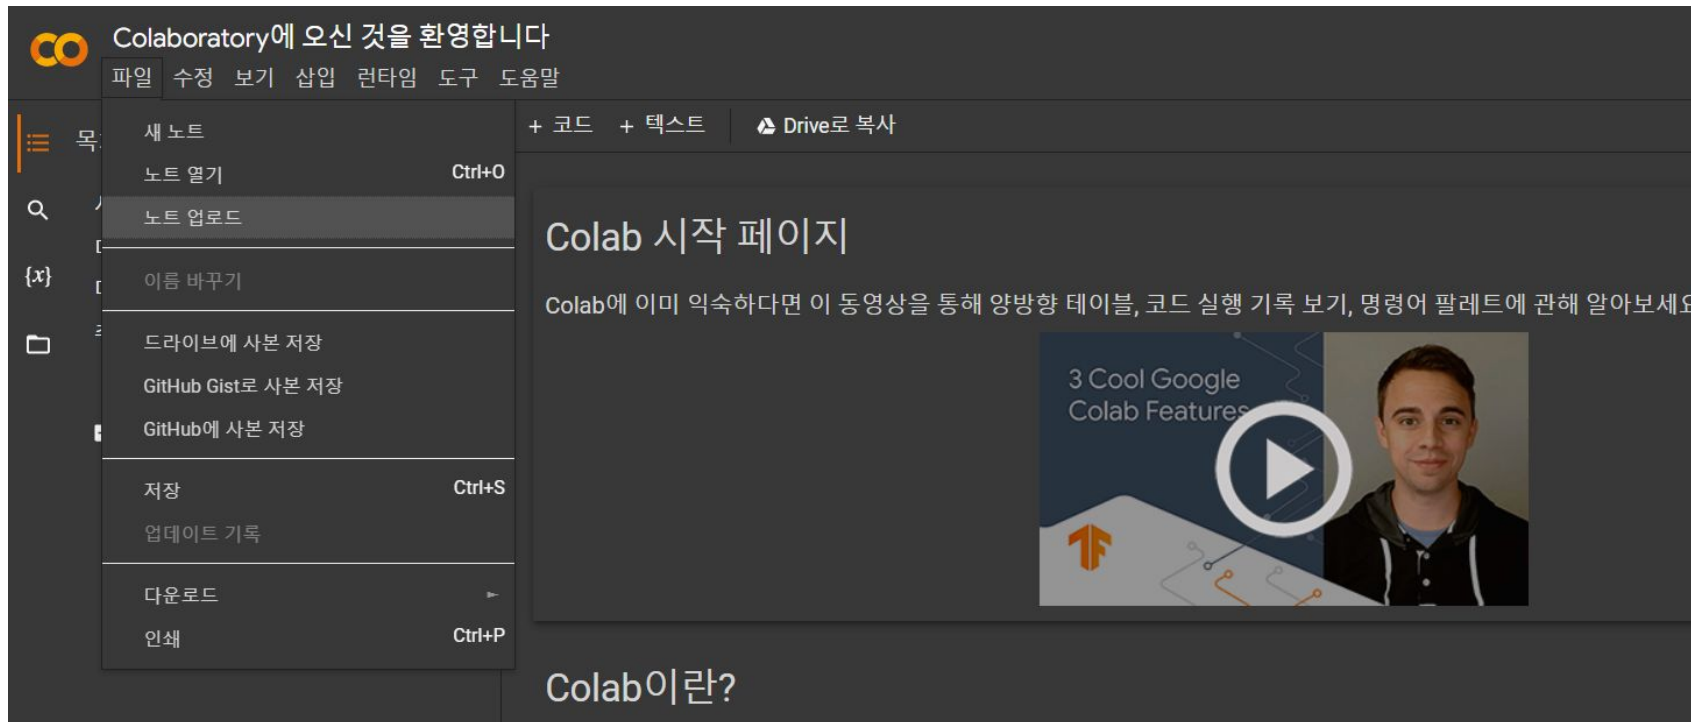 Colaboratory에 오신 것을 환영합니다
파일 수정 보기 삽입 런타임 도구 도움말
+ 코드 + 텍스트 Drive로 복사
새 노트
노트 열기 Ctrl+O
노트 업로드
{x}
이름 바꾸기
드라이브에 사본 저장
GitHub Gist로 사본 저장
GitHub에 사본 저장
저장 Ctrl+S
업데이트 기록
다운로드
인쇄 Ctrl+P
Colab 시작 페이지
Colab에 이미 익숙하다면 이 동영상을 통해 양방향 테이블, 코드 실행 기록 보기, 명령어 팔레트에 관해 알아보세요
3 Cool Google
Colab Features
Colab이란?